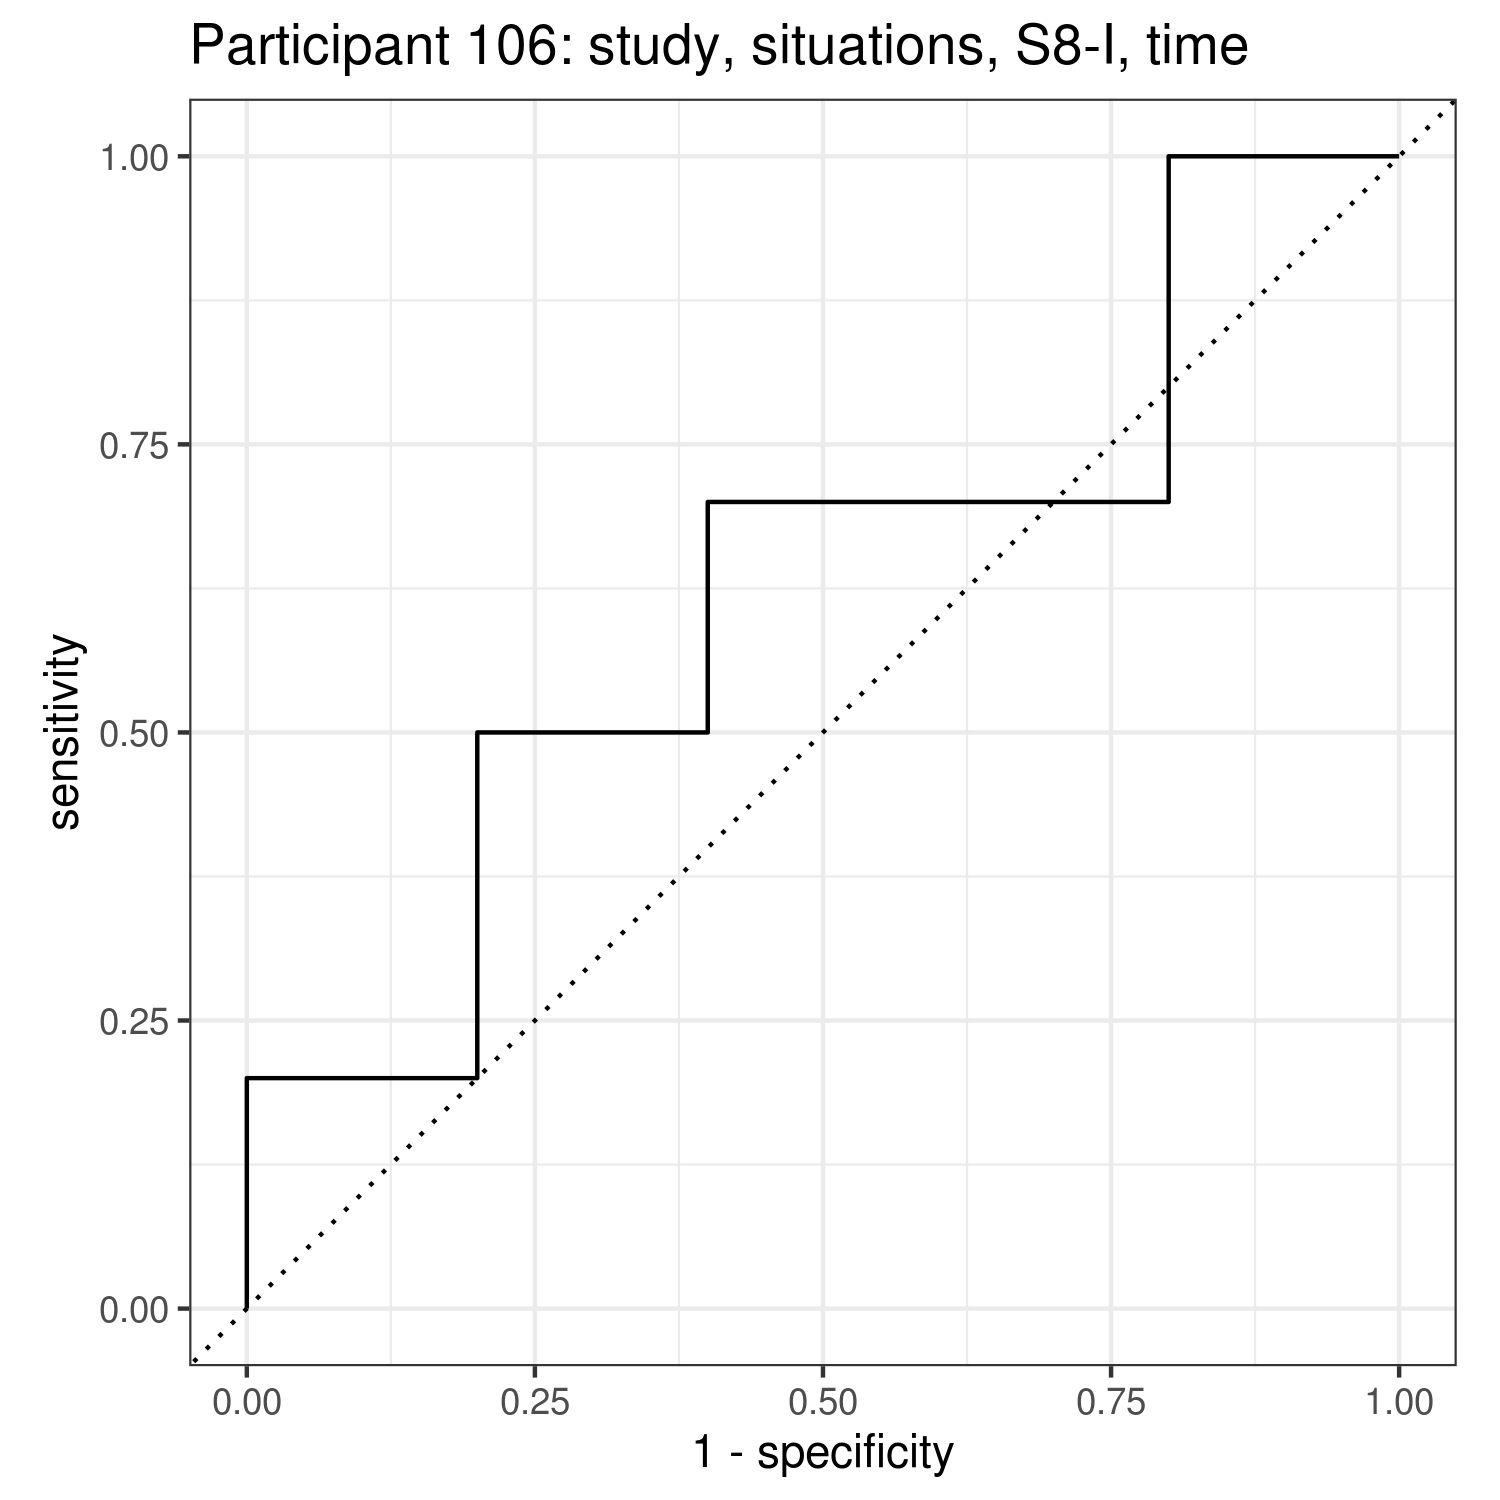 Participant 106: study, situations, S8-I, time
1.00
0.75
0.50
0.25
0.00
sensitivity
0.00 0.25 0.50 0.75 1.00
1 - specificity